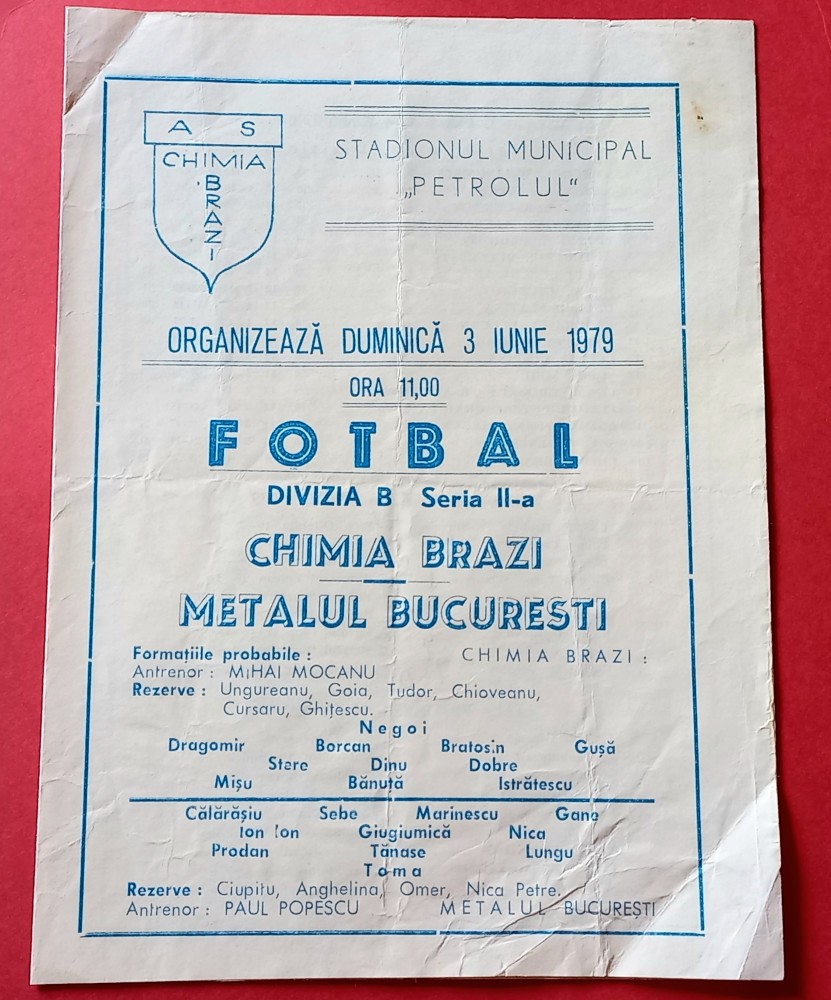 A S
CHIMIA
BRAZI
STADIONUL MUNICIPAL
„PETROLUL“
ORGANIZEAZĂ DUMINICĂ 3 IUNIE 1979
ORA 11,00
FOTBAL
DIVIZIA B Seria II-a
CHIMIA BRAZI
METALUL BUCURESTI
Formațiile probabile : CHIMIA BRAZI :
Antrenor : MIHAI MOCANU
Rezerve : Ungureanu, Goia, Tudor, Chioveanu,
Cursaru, Ghițescu.
Negoi
Dragomir Borcan Bratosin Gușă
Stere Dinu Dobre
Mișu Bănuță Istrătescu
Călărășiu Sebe Marinescu Gane
Ion Ion Giugiumică Nica
Prodan Tănase Lungu
Toma
Rezerve : Ciupitu, Anghelina, Omer, Nica Petre.
Antrenor : PAUL POPESCU METALUL BUCUREȘTI